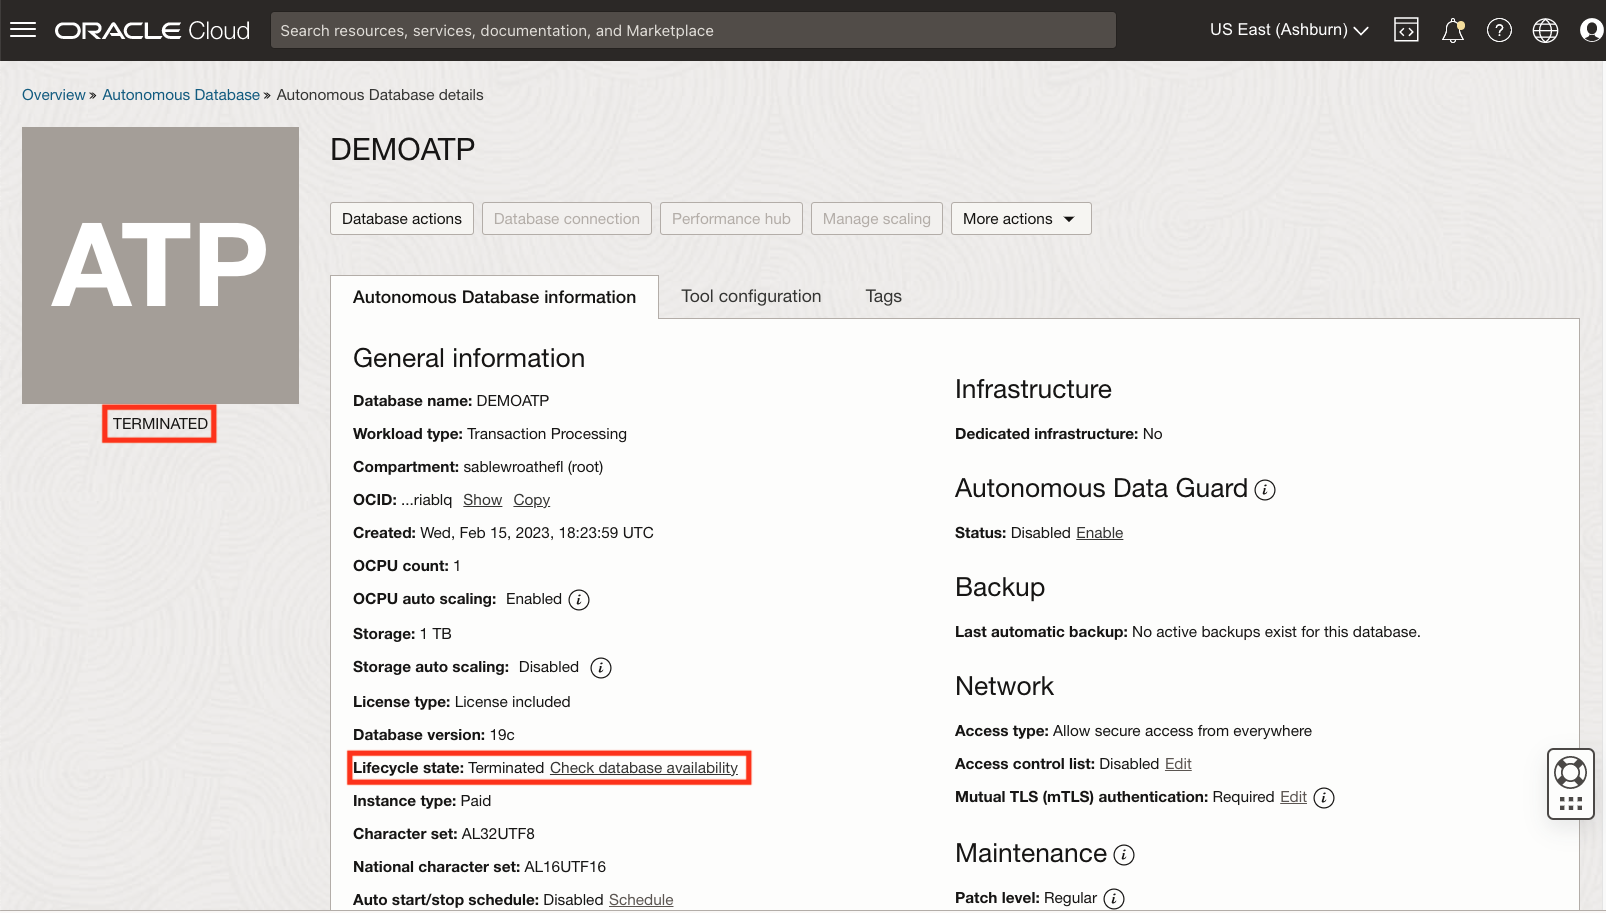 ORACLE Cloud
Search resources, services, documentation, and Marketplace
US East (Ashburn)
Overview » Autonomous Database » Autonomous Database details
ATP
TERMINATED
DEMOATP
Database actions
Database connection
Performance hub
Manage scaling
More actions
Autonomous Database information
Tool configuration
Tags
General information
Database name: DEMOATP
Workload type: Transaction Processing
Compartment: sablewroathefl (root)
OCID: ...riablq Show Copy
Created: Wed, Feb 15, 2023, 18:23:59 UTC
OCPU count: 1
OCPU auto scaling: Enabled i
Storage: 1 TB
Storage auto scaling: Disabled i
License type: License included
Database version: 19c
Lifecycle state: Terminated Check database availability
Instance type: Paid
Character set: AL32UTF8
National character set: AL16UTF16
Auto start/stop schedule: Disabled Schedule
Infrastructure
Dedicated infrastructure: No
Autonomous Data Guard i
Status: Disabled Enable
Backup
Last automatic backup: No active backups exist for this database.
Network
Access type: Allow secure access from everywhere
Access control list: Disabled Edit
Mutual TLS (mTLS) authentication: Required Edit i
Maintenance i
Patch level: Regular i